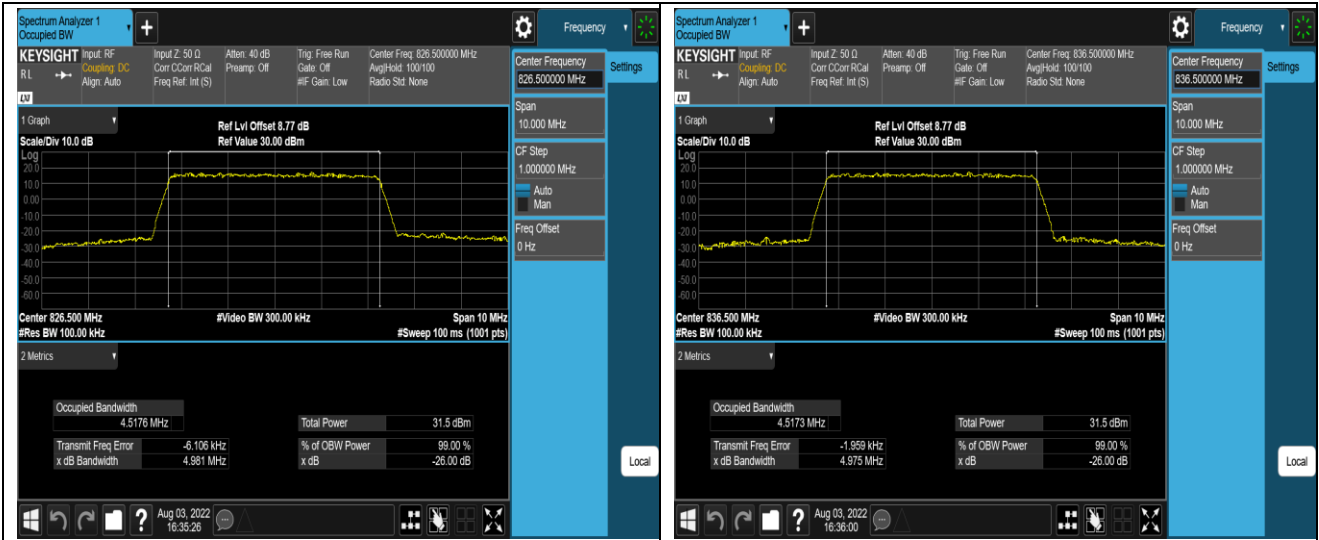 Spectrum Analyzer 1
Occupied BW
+
Frequency
KEYSIGHT Input: RF Input Z: 50 Ω Atten: 40 dB Trig: Free Run Center Freq: 826.500000 MHz
R L Coupling: DC Corr CCorr RCal Preamp: Off Gate: Off Avg|Hold: 100/100
Align: Auto Freq Ref: Int (S) #IF Gain: Low Radio Std: None
LXI
Center Frequency
826.500000 MHz
Settings
Span
10.000 MHz
CF Step
1.000000 MHz
Auto
Man
Freq Offset
0 Hz
Local
1 Graph
Ref Lvl Offset 8.77 dB
Scale/Div 10.0 dB Ref Value 30.00 dBm
Log
20.0
10.0
0.00
-10.0
-20.0
-30.0
-40.0
-50.0
-60.0
Center 826.500 MHz #Video BW 300.00 kHz Span 10 MHz
#Res BW 100.00 kHz #Sweep 100 ms (1001 pts)
2 Metrics
Occupied Bandwidth
4.5176 MHz Total Power 31.5 dBm
Transmit Freq Error -6.106 kHz % of OBW Power 99.00 %
x dB Bandwidth 4.981 MHz x dB -26.00 dB
? Aug 03, 2022
16:35:26
Spectrum Analyzer 1
Occupied BW
+
Frequency
KEYSIGHT Input: RF Input Z: 50 Ω Atten: 40 dB Trig: Free Run Center Freq: 836.500000 MHz
R L Coupling: DC Corr CCorr RCal Preamp: Off Gate: Off Avg|Hold: 100/100
Align: Auto Freq Ref: Int (S) #IF Gain: Low Radio Std: None
LXI
Center Frequency
836.500000 MHz
Settings
Span
10.000 MHz
CF Step
1.000000 MHz
Auto
Man
Freq Offset
0 Hz
Local
1 Graph
Ref Lvl Offset 8.77 dB
Scale/Div 10.0 dB Ref Value 30.00 dBm
Log
20.0
10.0
0.00
-10.0
-20.0
-30.0
-40.0
-50.0
-60.0
Center 836.500 MHz #Video BW 300.00 kHz Span 10 MHz
#Res BW 100.00 kHz #Sweep 100 ms (1001 pts)
2 Metrics
Occupied Bandwidth
4.5173 MHz Total Power 31.5 dBm
Transmit Freq Error -1.959 kHz % of OBW Power 99.00 %
x dB Bandwidth 4.975 MHz x dB -26.00 dB
? Aug 03, 2022
16:36:00